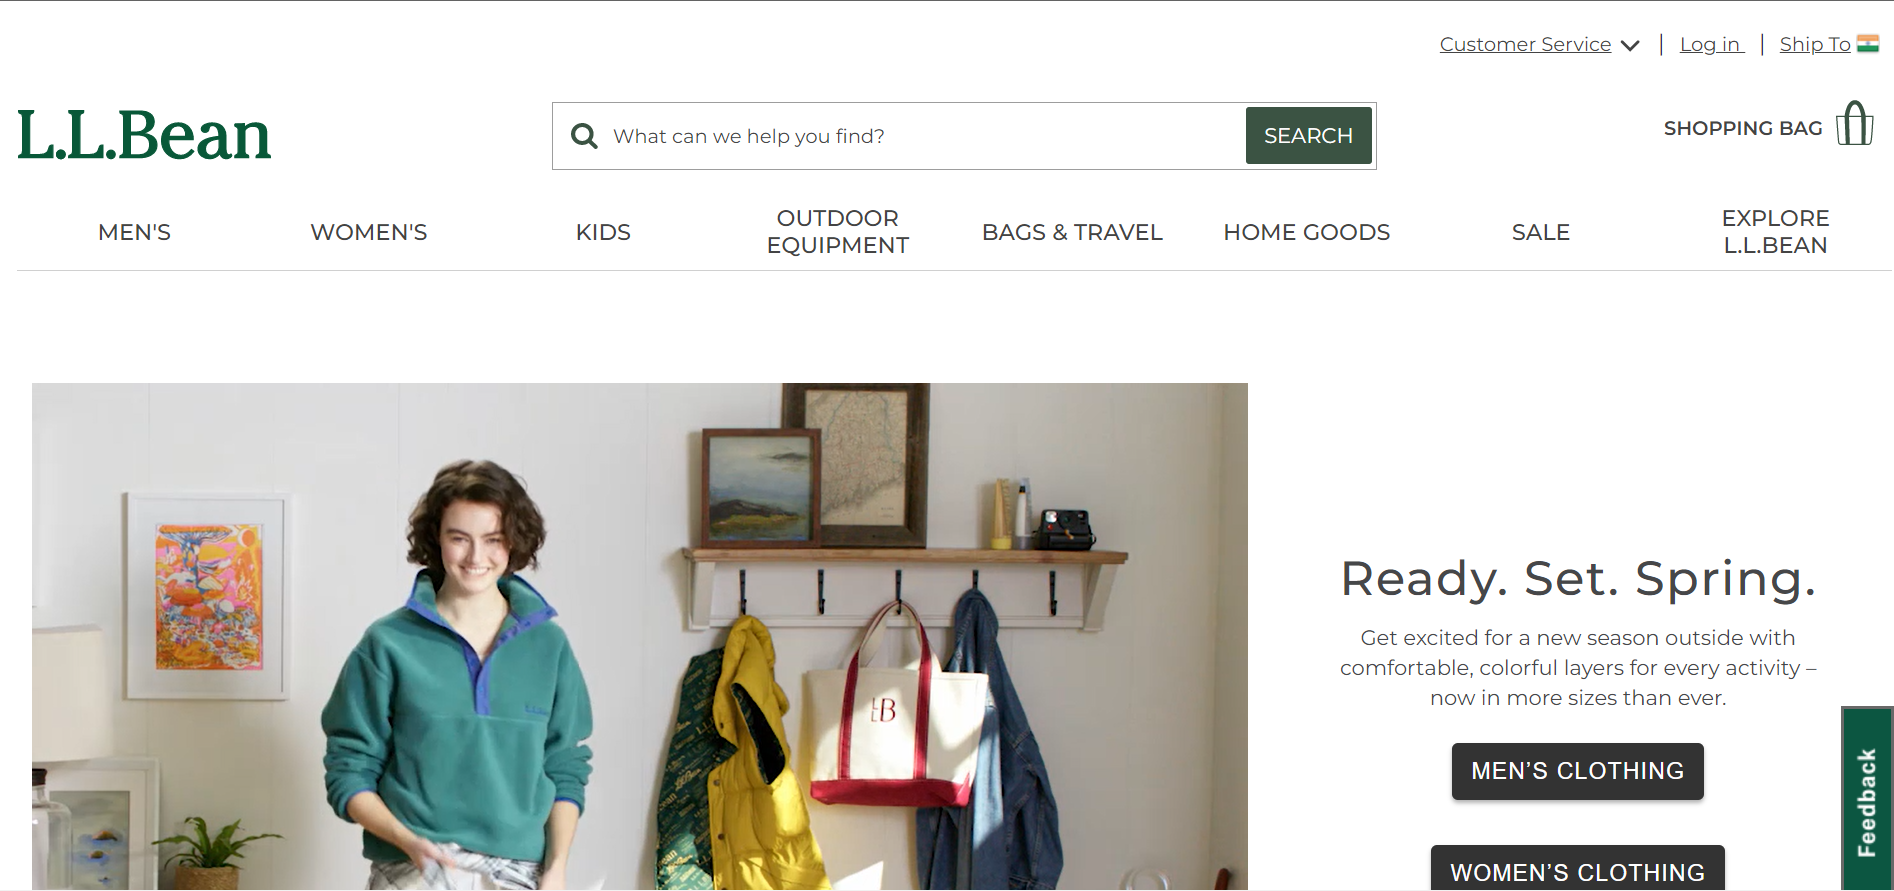 Customer Service | Log in | Ship To
L.L.Bean
What can we help you find?
SEARCH
SHOPPING BAG
MEN'S
WOMEN'S
KIDS
OUTDOOR
EQUIPMENT
BAGS & TRAVEL
HOME GOODS
SALE
EXPLORE
L.L.BEAN
LLB
Ready. Set. Spring.
Get excited for a new season outside with
comfortable, colorful layers for every activity –
now in more sizes than ever.
MEN’S CLOTHING
WOMEN’S CLOTHING
Feedback